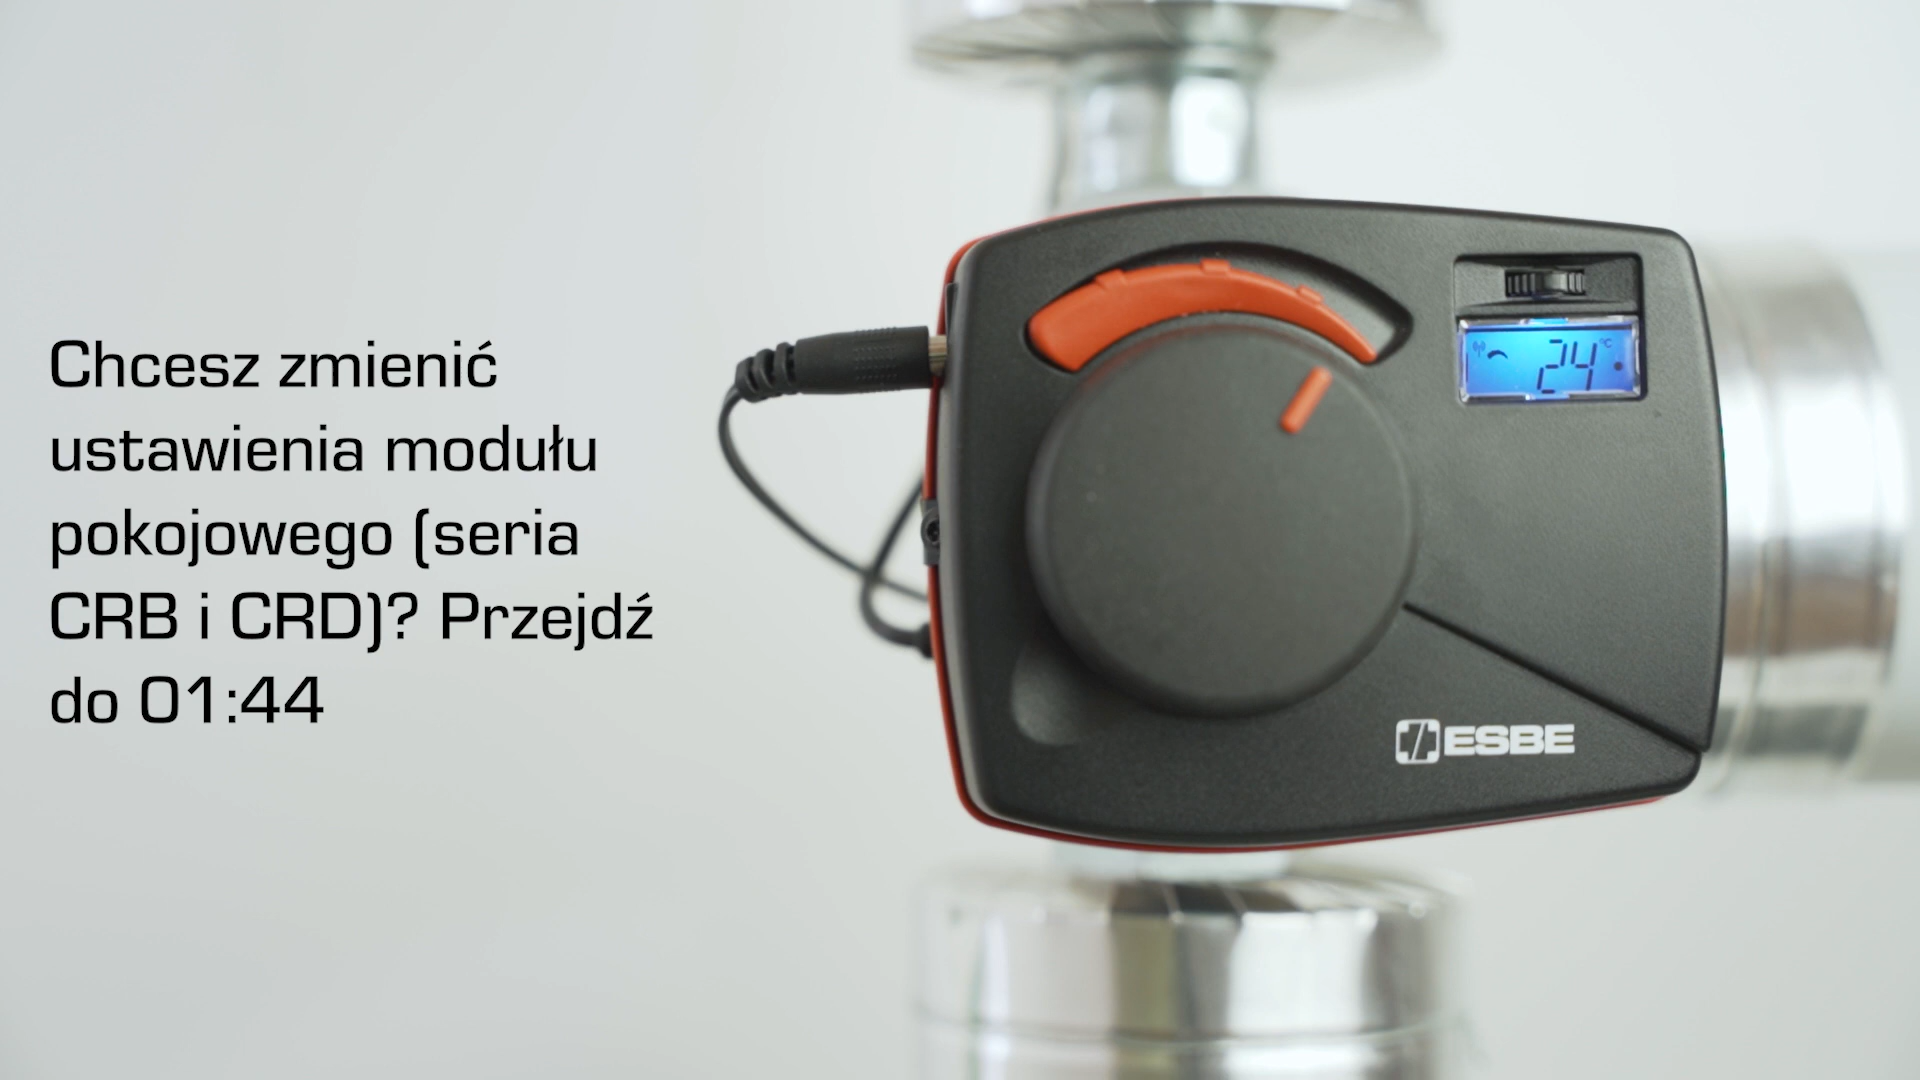 Chcesz zmienić
ustawienia modułu
pokojowego (seria
CRB i CRD)? Przejdź
do 01:44
24 °C
ESBE